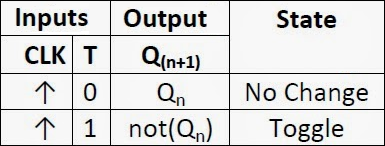 Inputs Output State
CLK T Q(n+1)
↑ 0 Qn No Change
↑ 1 not(Qn) Toggle